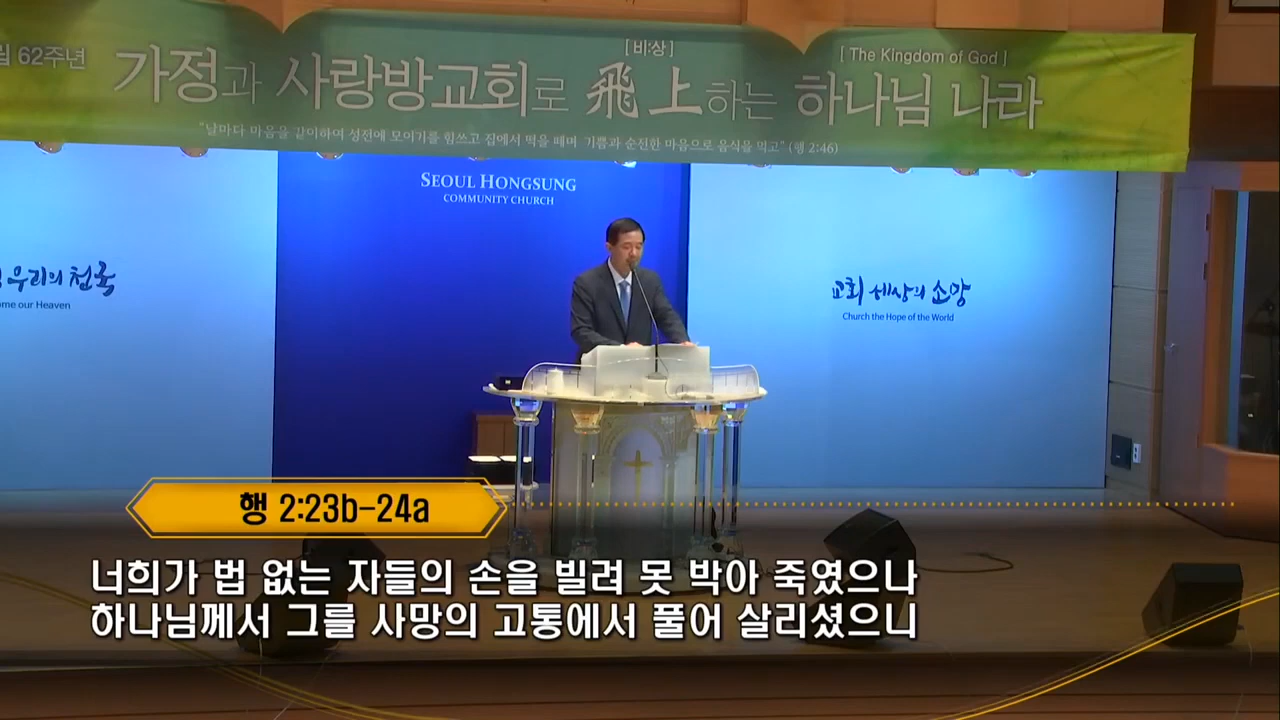 립 62주년
[비:상]
[The Kingdom of God]
가정과 사랑방교회로 飛上하는 하나님 나라
"날마다 마음을 같이하여 성전에 모이기를 힘쓰고 집에서 떡을 떼며 기쁨과 순전한 마음으로 음식을 먹고" (행 2:46)
SEOUL HONGSUNG
COMMUNITY CHURCH
우리의 천국
ome our Heaven
교회 세상의 소망
Church the Hope of the World
행 2:23b-24a
너희가 법 없는 자들의 손을 빌려 못 박아 죽였으나
하나님께서 그를 사망의 고통에서 풀어 살리셨으니